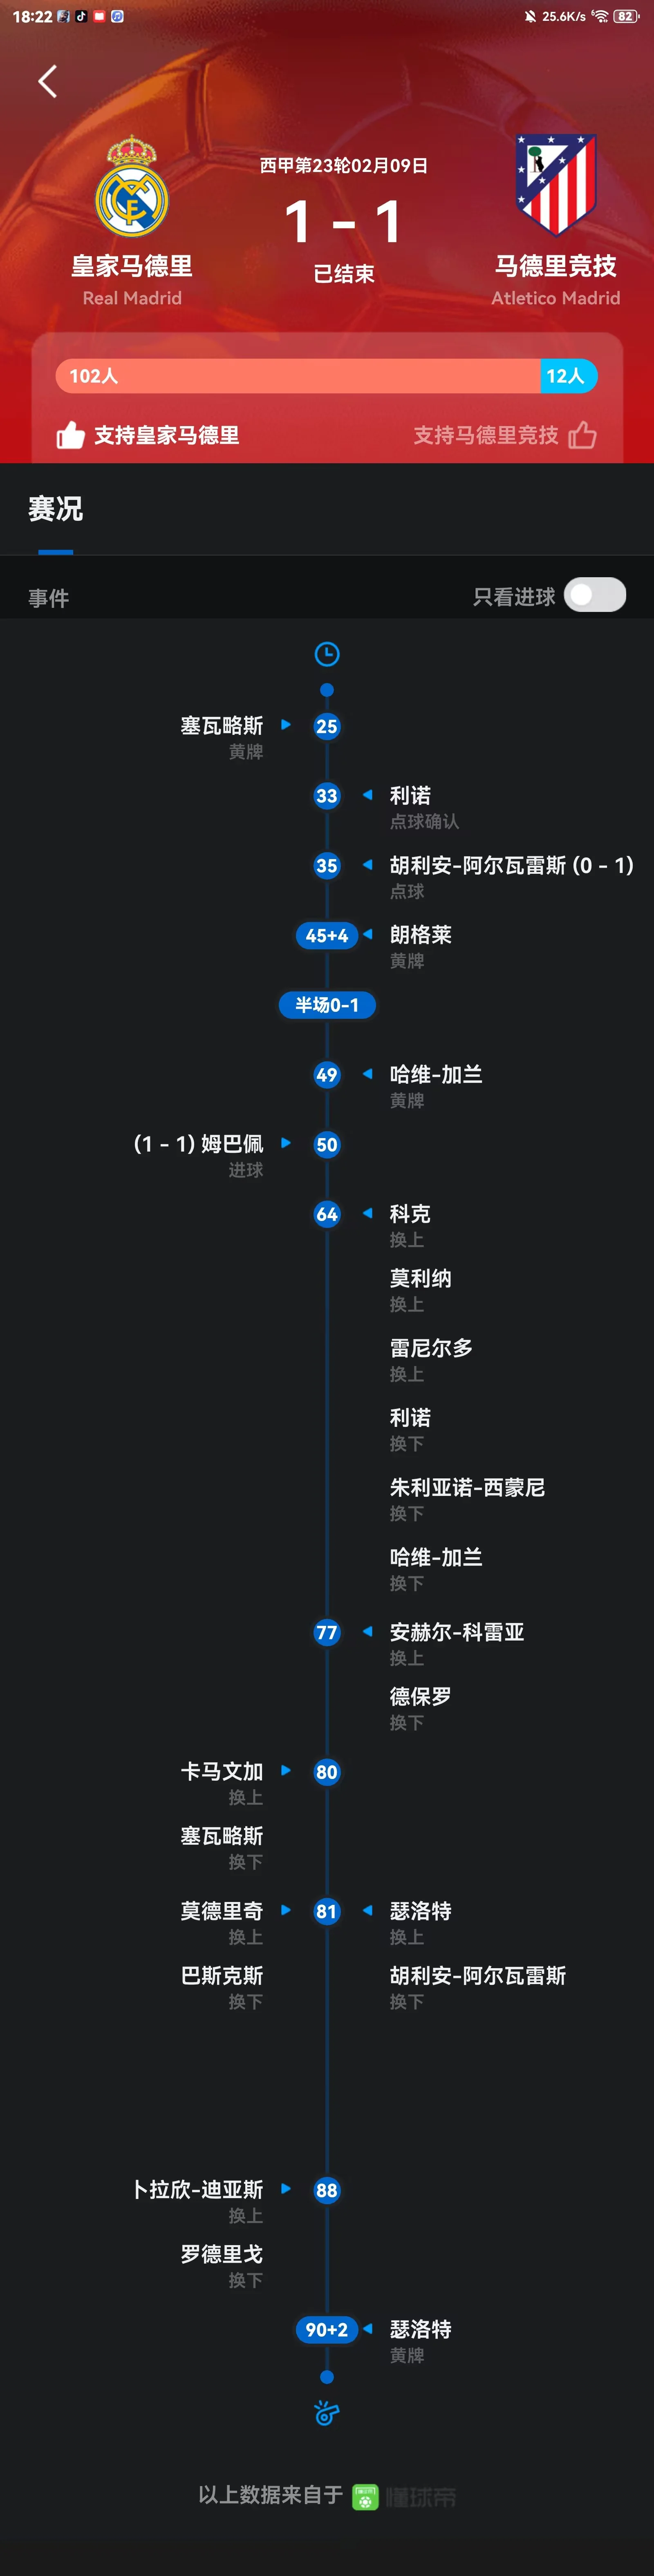 18:22
25.6K/s 6 82
西甲第23轮02月09日
1 - 1
已结束
皇家马德里
Real Madrid
马德里竞技
Atletico Madrid
102人
12人
支持皇家马德里
支持马德里竞技
赛况
事件
只看进球
塞瓦略斯
25
黄牌
33
利诺
点球确认
35
胡利安-阿尔瓦雷斯 (0 - 1)
点球
45+4
朗格莱
黄牌
半场0-1
49
哈维-加兰
黄牌
(1 - 1) 姆巴佩
50
进球
64
科克
换上
莫利纳
换上
雷尼尔多
换上
利诺
换下
朱利亚诺-西蒙尼
换下
哈维-加兰
换下
77
安赫尔-科雷亚
换上
德保罗
换下
卡马文加
80
换上
塞瓦略斯
换下
莫德里奇
81
瑟洛特
换上
换上
巴斯克斯
胡利安-阿尔瓦雷斯
换下
换下
卜拉欣-迪亚斯
88
换上
罗德里戈
换下
90+2
瑟洛特
黄牌
以上数据来自于 懂球帝